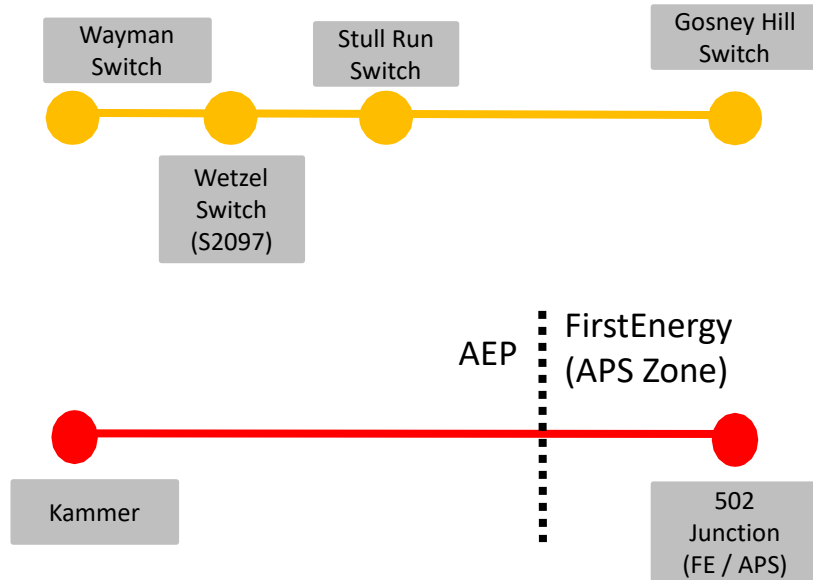 Wayman
Switch
Stull Run
Switch
Gosney Hill
Switch
Wetzel
Switch
(S2097)
AEP
FirstEnergy
(APS Zone)
Kammer
502
Junction
(FE / APS)